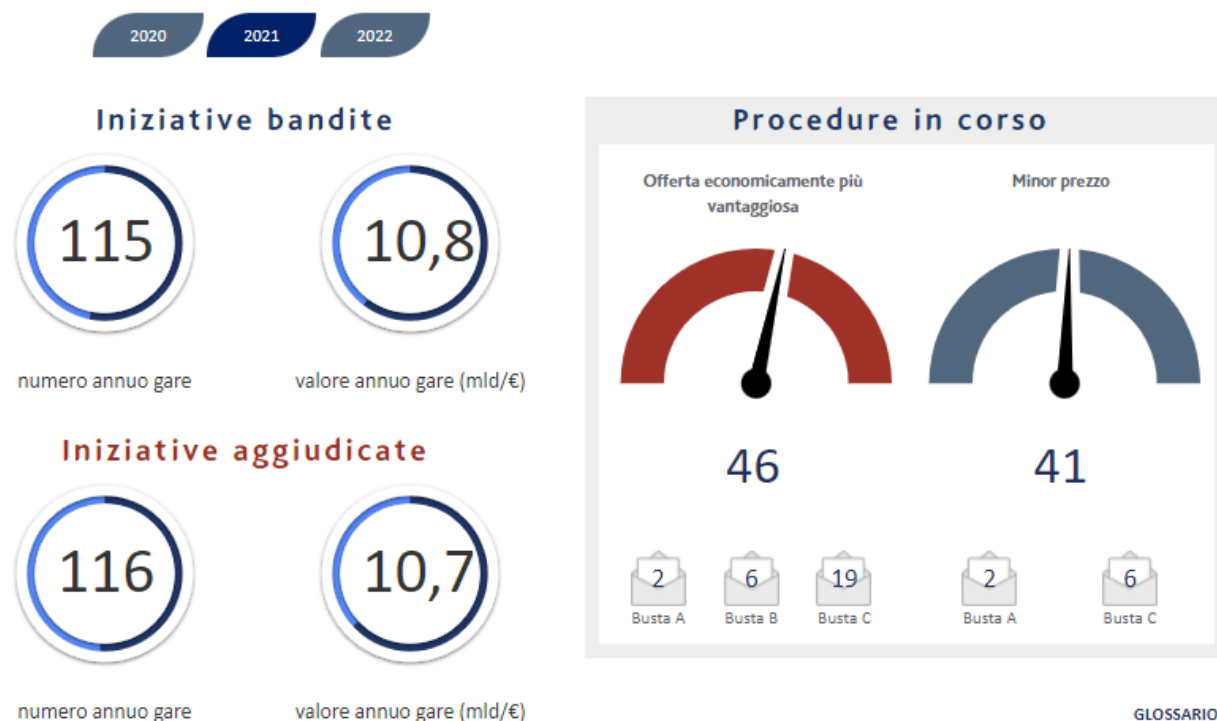 2020
2021
2022
Iniziative bandite
115
10,8
numero annuo gare
valore annuo gare (mld/€)
Iniziative aggiudicate
116
10,7
numero annuo gare
valore annuo gare (mld/€)
Procedure in corso
Offerta economicamente più
vantaggiosa
Minor prezzo
46
41
2
6
19
2
6
Busta A
Busta B
Busta C
Busta A
Busta C
GLOSSARIO